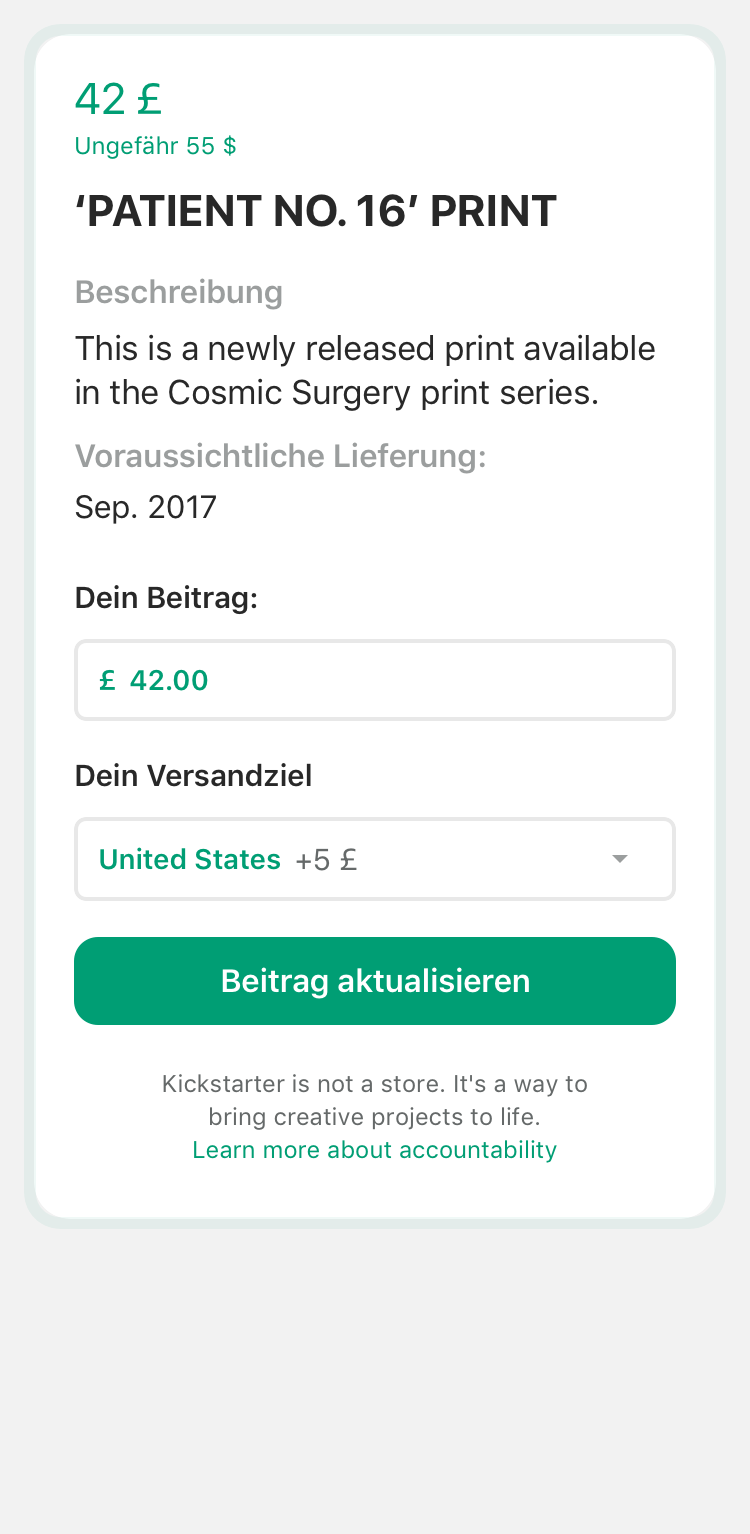 42 £
Ungefähr 55 $
‘PATIENT NO. 16’ PRINT
Beschreibung
This is a newly released print available
in the Cosmic Surgery print series.
Voraussichtliche Lieferung:
Sep. 2017
Dein Beitrag:
£ 42.00
Dein Versandziel
United States +5 £
Beitrag aktualisieren
Kickstarter is not a store. It's a way to
bring creative projects to life.
Learn more about accountability